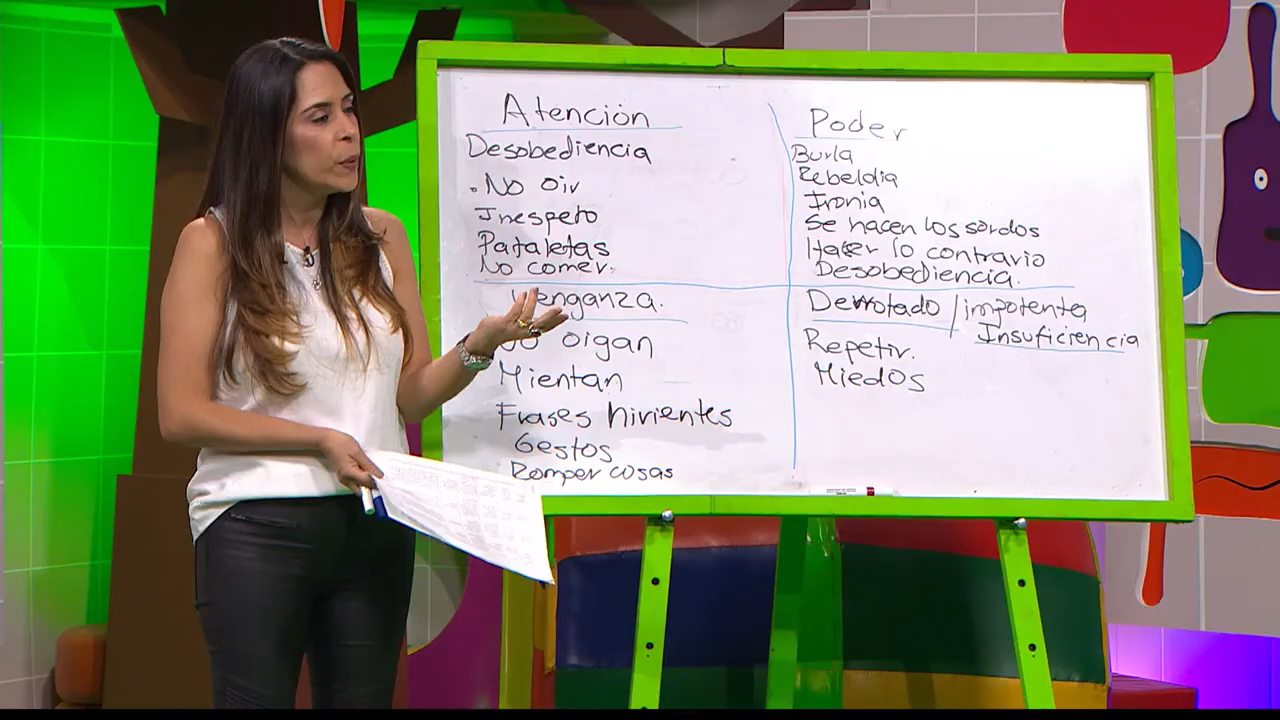 Atención
Desobediencia
. No oir
Irespeto
Pataletas
No comer.
Poder
Burla
Rebeldia
Ironia
Se hacen los sordos
Hacer lo contrario
Desobediencia.
Venganza.
oigan
Mientan
Frases hirientes
Gestos
Romper cosas
Derrotado / impotente
Insuficiencia
Repetir.
Miedos